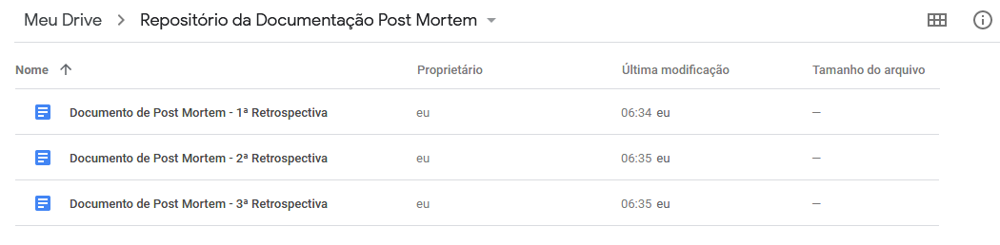 Meu Drive > Repositório da Documentação Post Mortem
Nome Proprietário Última modificação Tamanho do arquivo
Documento de Post Mortem - 1ª Retrospectiva eu 06:34 eu —
Documento de Post Mortem - 2ª Retrospectiva eu 06:35 eu —
Documento de Post Mortem - 3ª Retrospectiva eu 06:35 eu —